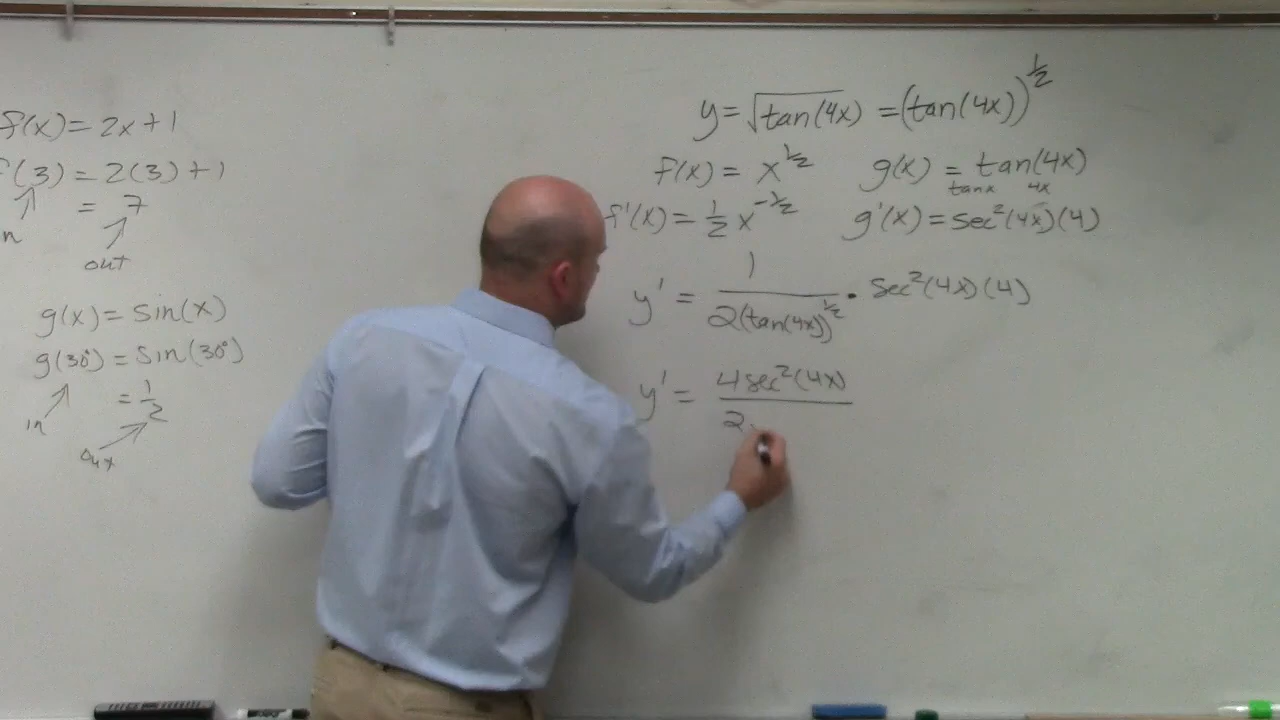 f(x) = 2x+1
f(3) = 2(3)+1
= 7
in
out
g(x) = sin(x)
g(30°) = sin(30°)
= 1/2
in
out
y = √tan(4x) = (tan(4x))^1/2
f(x) = x^1/2 g(x) = tan(4x)
tanx 4x
f'(x) = 1/2 x^-1/2 g'(x) = sec²(4x)(4)
y' = 1/2(tan(4x))^1/2 · sec²(4x)(4)
y' = 4sec²(4x)/2